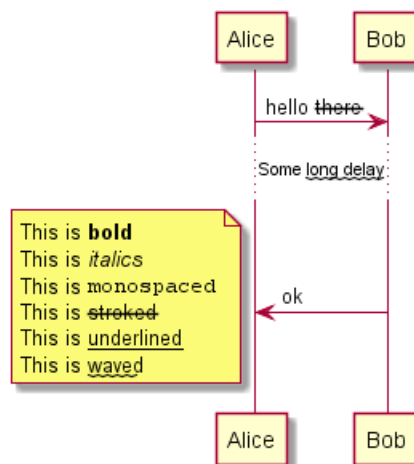 Alice Bob
hello there
Some long delay
This is bold
This is italics
This is monospaced
This is stroked
This is underlined
This is waved
ok
Alice Bob